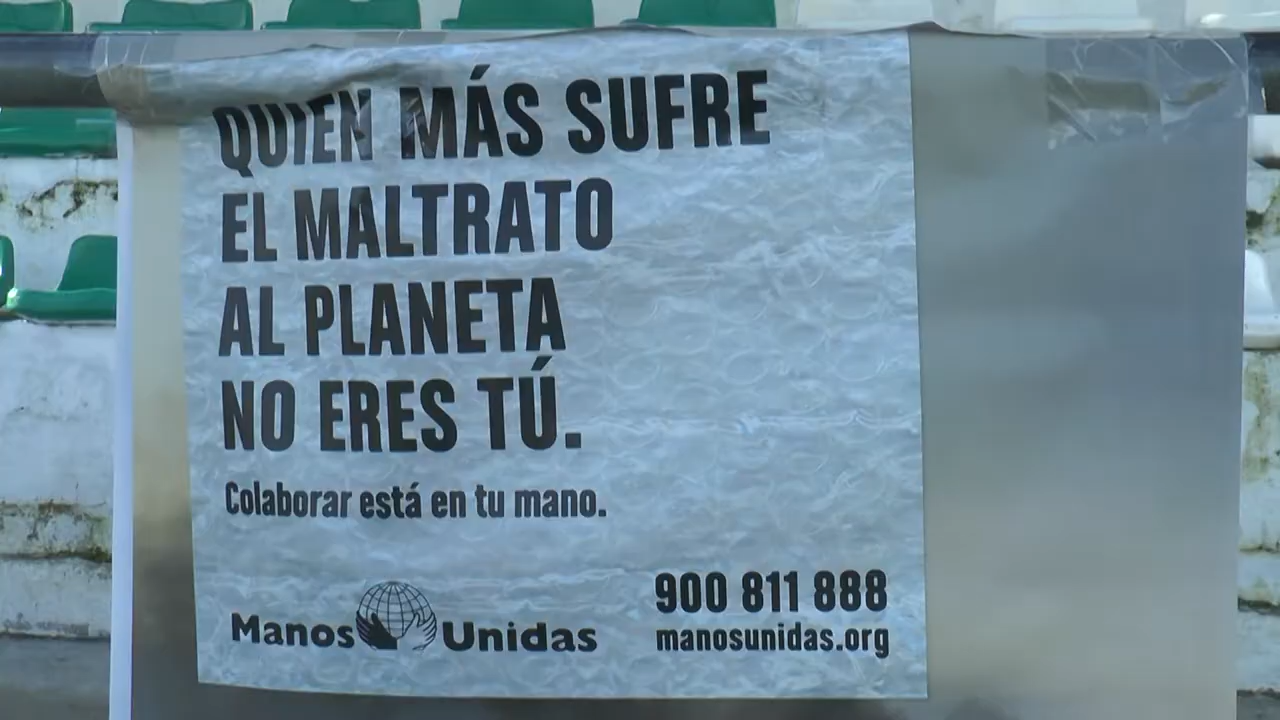 QUIEN MÁS SUFRE
EL MALTRATO
AL PLANETA
NO ERES TÚ.
Colaborar está en tu mano.
Manos Unidas
900 811 888
manosunidas.org